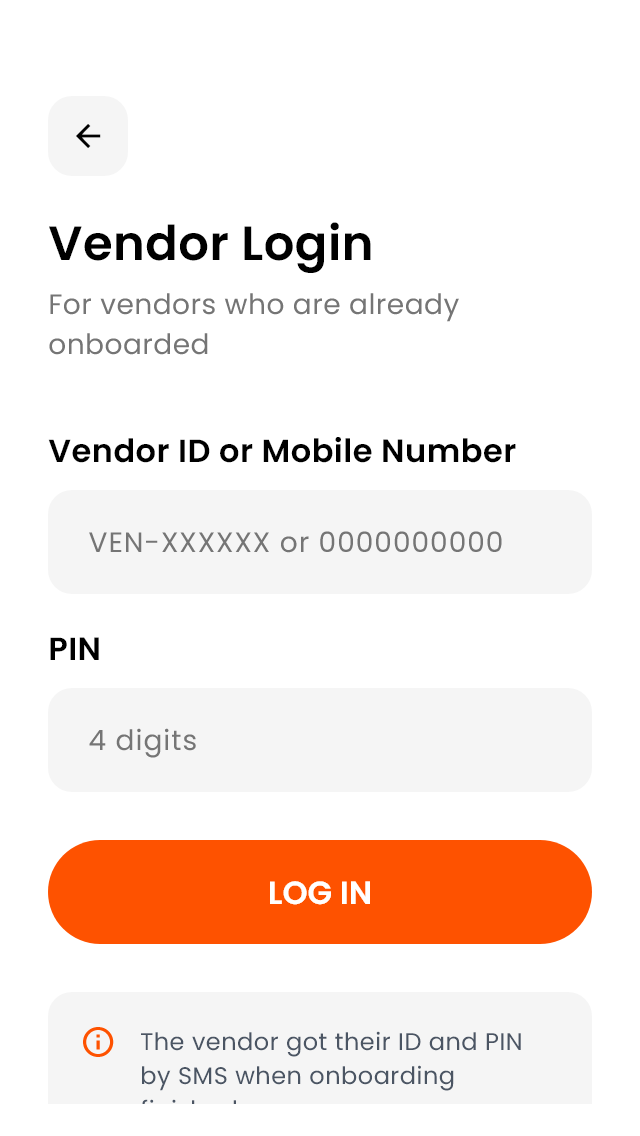 Vendor Login
For vendors who are already
onboarded
Vendor ID or Mobile Number
VEN-XXXXXX or 0000000000
PIN
4 digits
LOG IN
The vendor got their ID and PIN
by SMS when onboarding